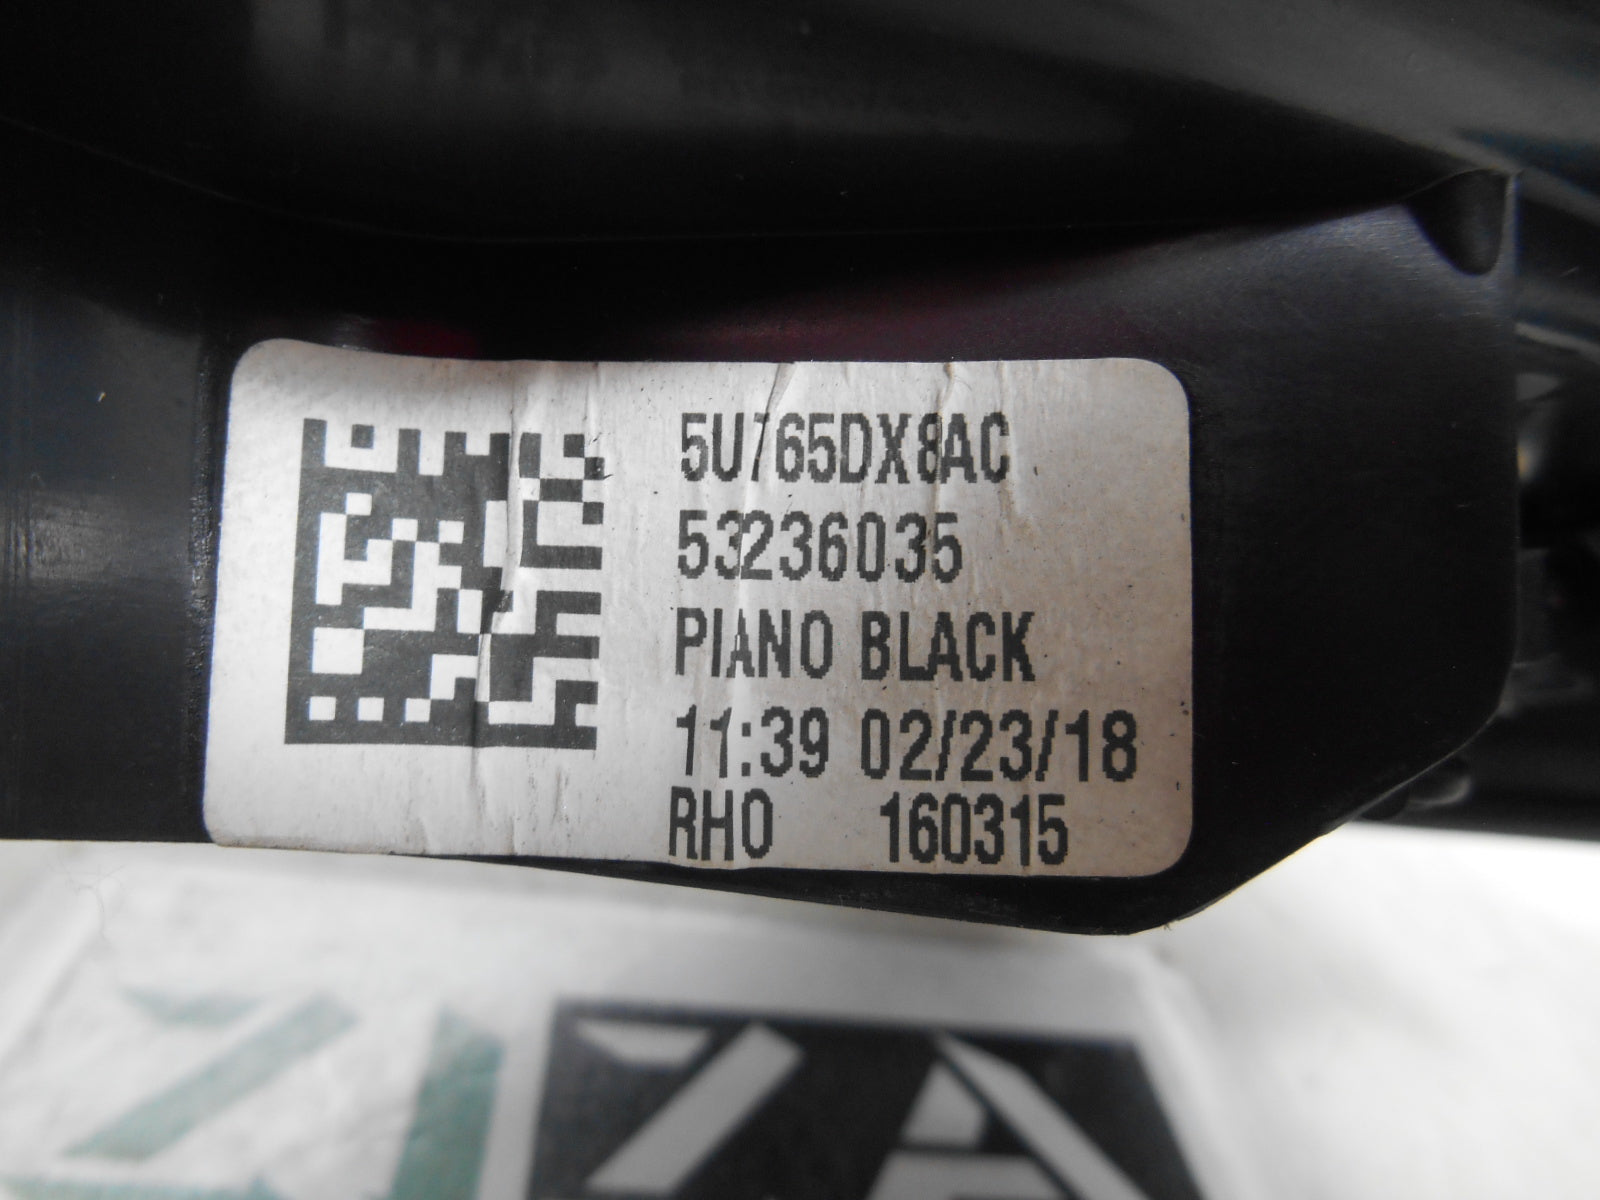 5U765DX8AC
53236035
PIANO BLACK
11:39 02/23/18
RHO 160315